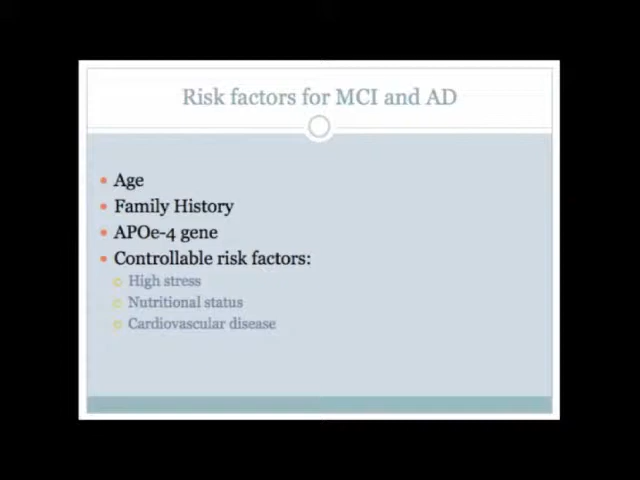 Risk factors for MCI and AD
Age
Family History
APOe-4 gene
Controllable risk factors:
High stress
Nutritional status
Cardiovascular disease